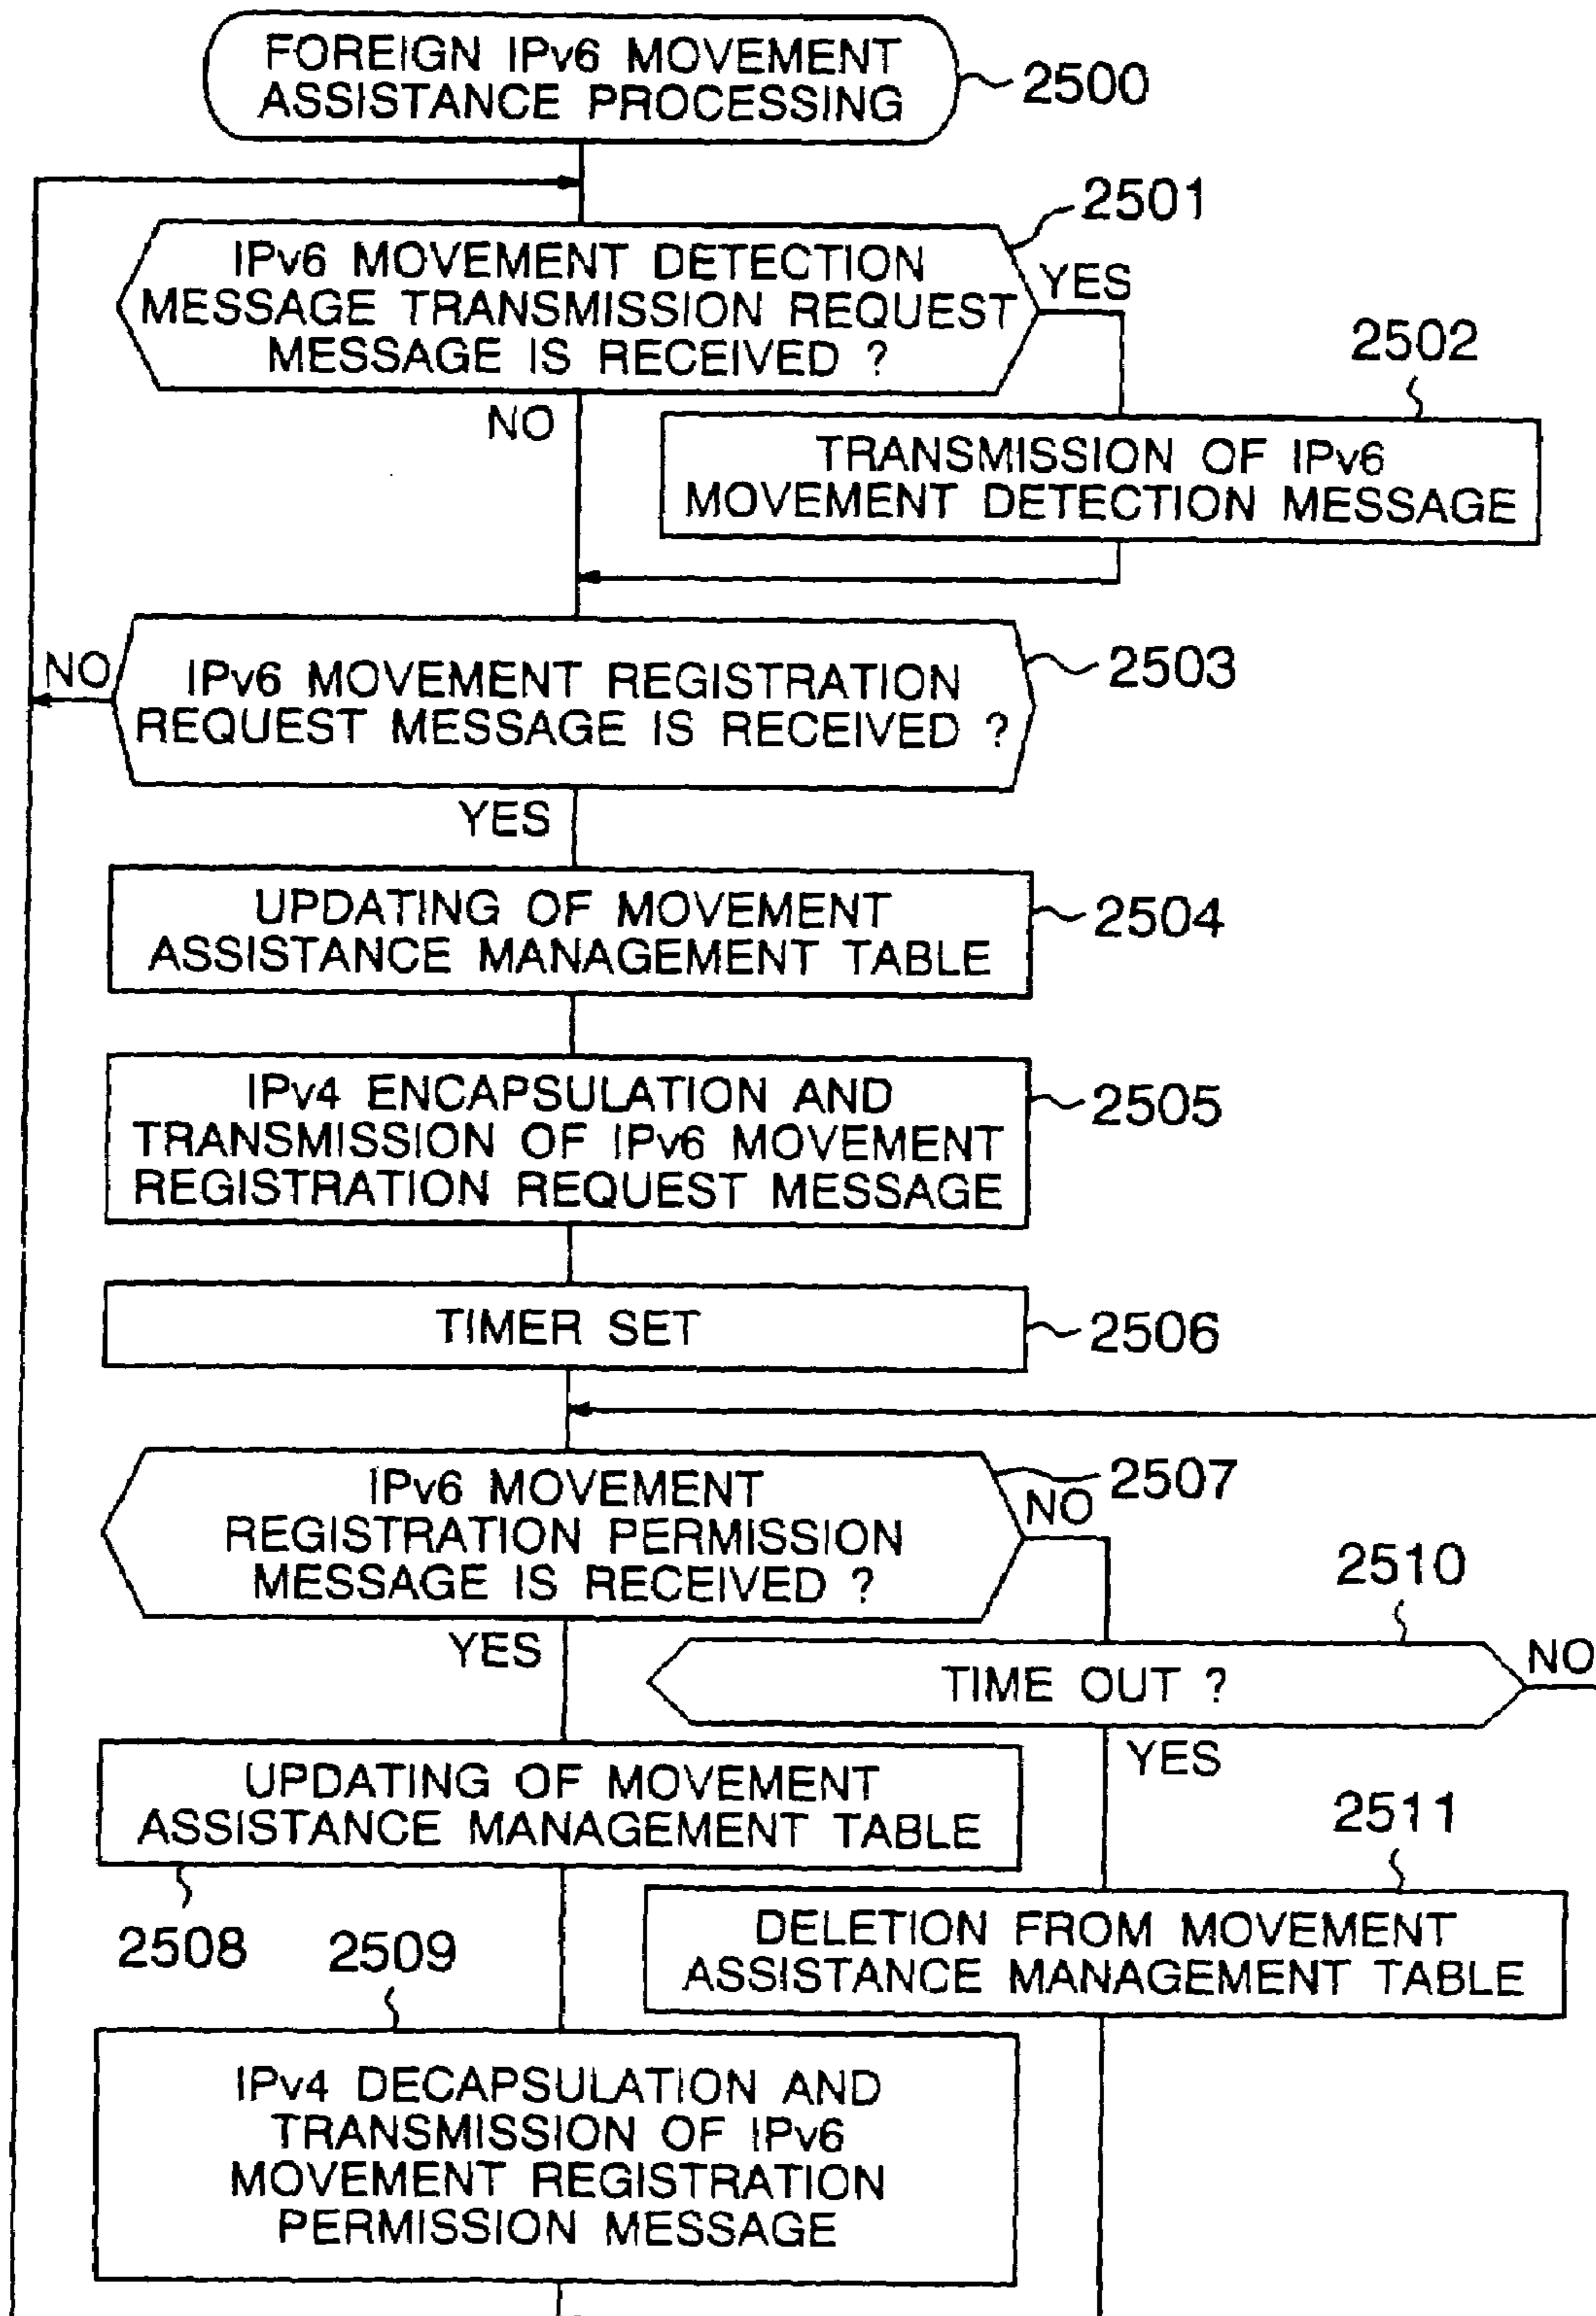 FOREIGN IPv6 MOVEMENT
ASSISTANCE PROCESSING
2500
2501
IPv6 MOVEMENT DETECTION
MESSAGE TRANSMISSION REQUEST
MESSAGE IS RECEIVED ?
YES
NO
2502
TRANSMISSION OF IPv6
MOVEMENT DETECTION MESSAGE
NO
IPv6 MOVEMENT REGISTRATION
REQUEST MESSAGE IS RECEIVED ?
2503
YES
UPDATING OF MOVEMENT
ASSISTANCE MANAGEMENT TABLE
2504
IPv4 ENCAPSULATION AND
TRANSMISSION OF IPv6 MOVEMENT
REGISTRATION REQUEST MESSAGE
2505
TIMER SET
2506
IPv6 MOVEMENT
REGISTRATION PERMISSION
MESSAGE IS RECEIVED ?
2507
NO
YES
2510
TIME OUT ?
NO
YES
UPDATING OF MOVEMENT
ASSISTANCE MANAGEMENT TABLE
2508
2511
DELETION FROM MOVEMENT
ASSISTANCE MANAGEMENT TABLE
2509
IPv4 DECAPSULATION AND
TRANSMISSION OF IPv6
MOVEMENT REGISTRATION
PERMISSION MESSAGE